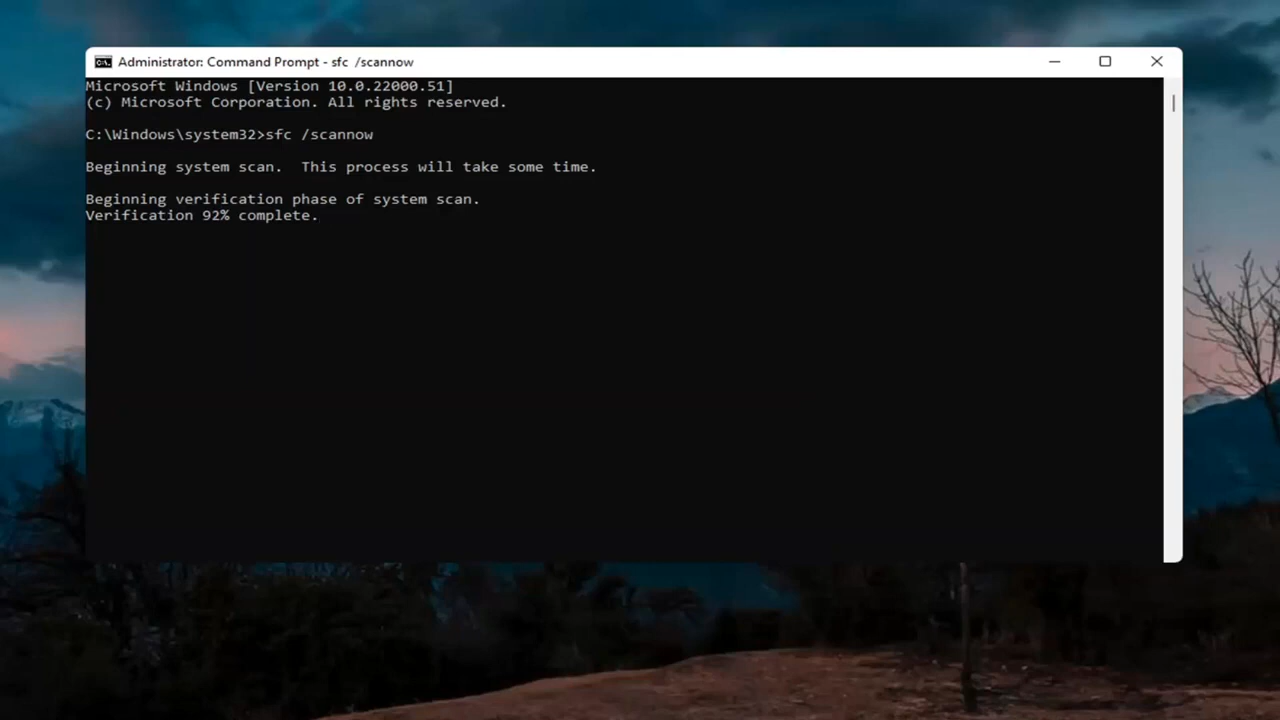 Administrator: Command Prompt - sfc  /scannow
Microsoft Windows [Version 10.0.22000.51]
(c) Microsoft Corporation. All rights reserved.
C:\Windows\system32>sfc /scannow
Beginning system scan.  This process will take some time.
Beginning verification phase of system scan.
Verification 92% complete.